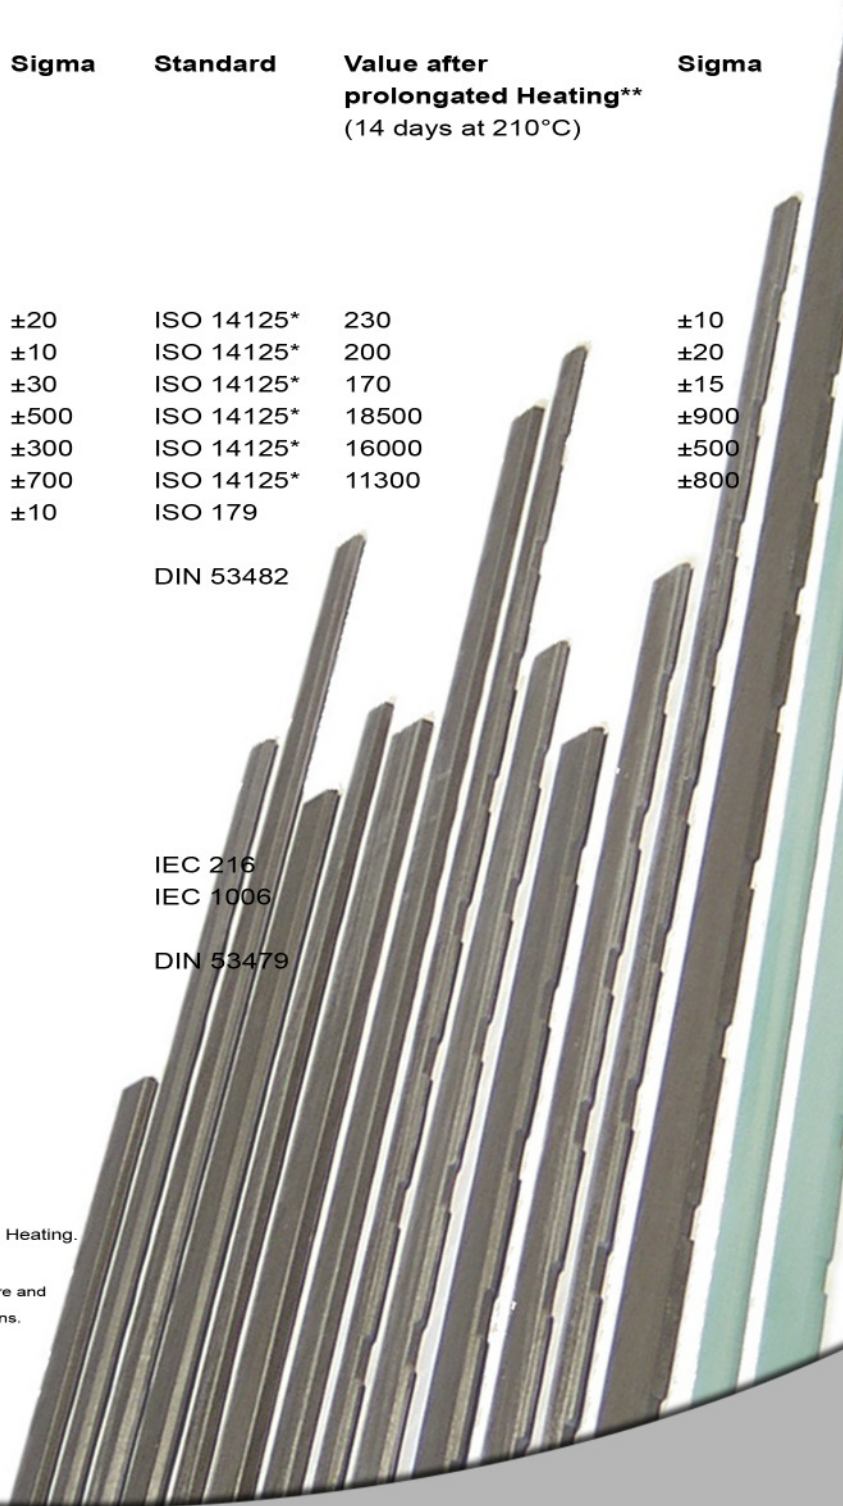 Sigma Standard Value after Sigma
prolongated Heating**
(14 days at 210°C)
±20 ISO 14125* 230 ±10
±10 ISO 14125* 200 ±20
±30 ISO 14125* 170 ±15
±500 ISO 14125* 18500 ±900
±300 ISO 14125* 16000 ±500
±700 ISO 14125* 11300 ±800
±10 ISO 179
DIN 53482
IEC 216
IEC 1006
DIN 53479
Heating.
and